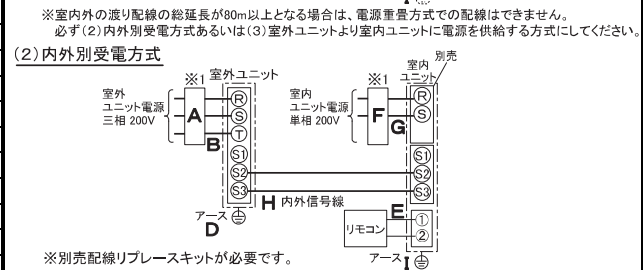 ※室内外の渡り配線の総延長が80m以上となる場合は、電源重畳方式での配線はできません。
必ず(2)内外別受電方式あるいは(3)室外ユニットより室内ユニットに電源を供給する方式にしてください。
(2)内外別受電方式
※1 室外ユニット
室外
ユニット電源
三相 200V
A
B
R
S
T
S1
S2
S3
アース
D
H 内外信号線
※1
室内
ユニット電源
単相 200V
F
G
室内
ユニット
別売
R
S
S1
S2
S3
E
リモコン
①
②
アース
I
※別売配線リプレースキットが必要です。